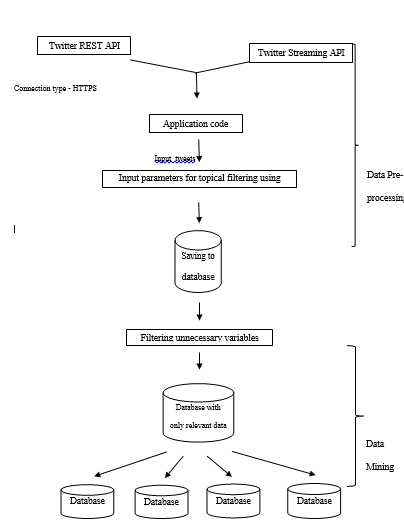 Twitter REST API
Twitter Streaming API
Connection type - HTTPS
Application code
Input tweets
Input parameters for topical filtering using
Data Pre-
processing
Saving to
database
Filtering unnecessary variables
Database with
only relevant data
Data
Mining
Database
Database
Database
Database